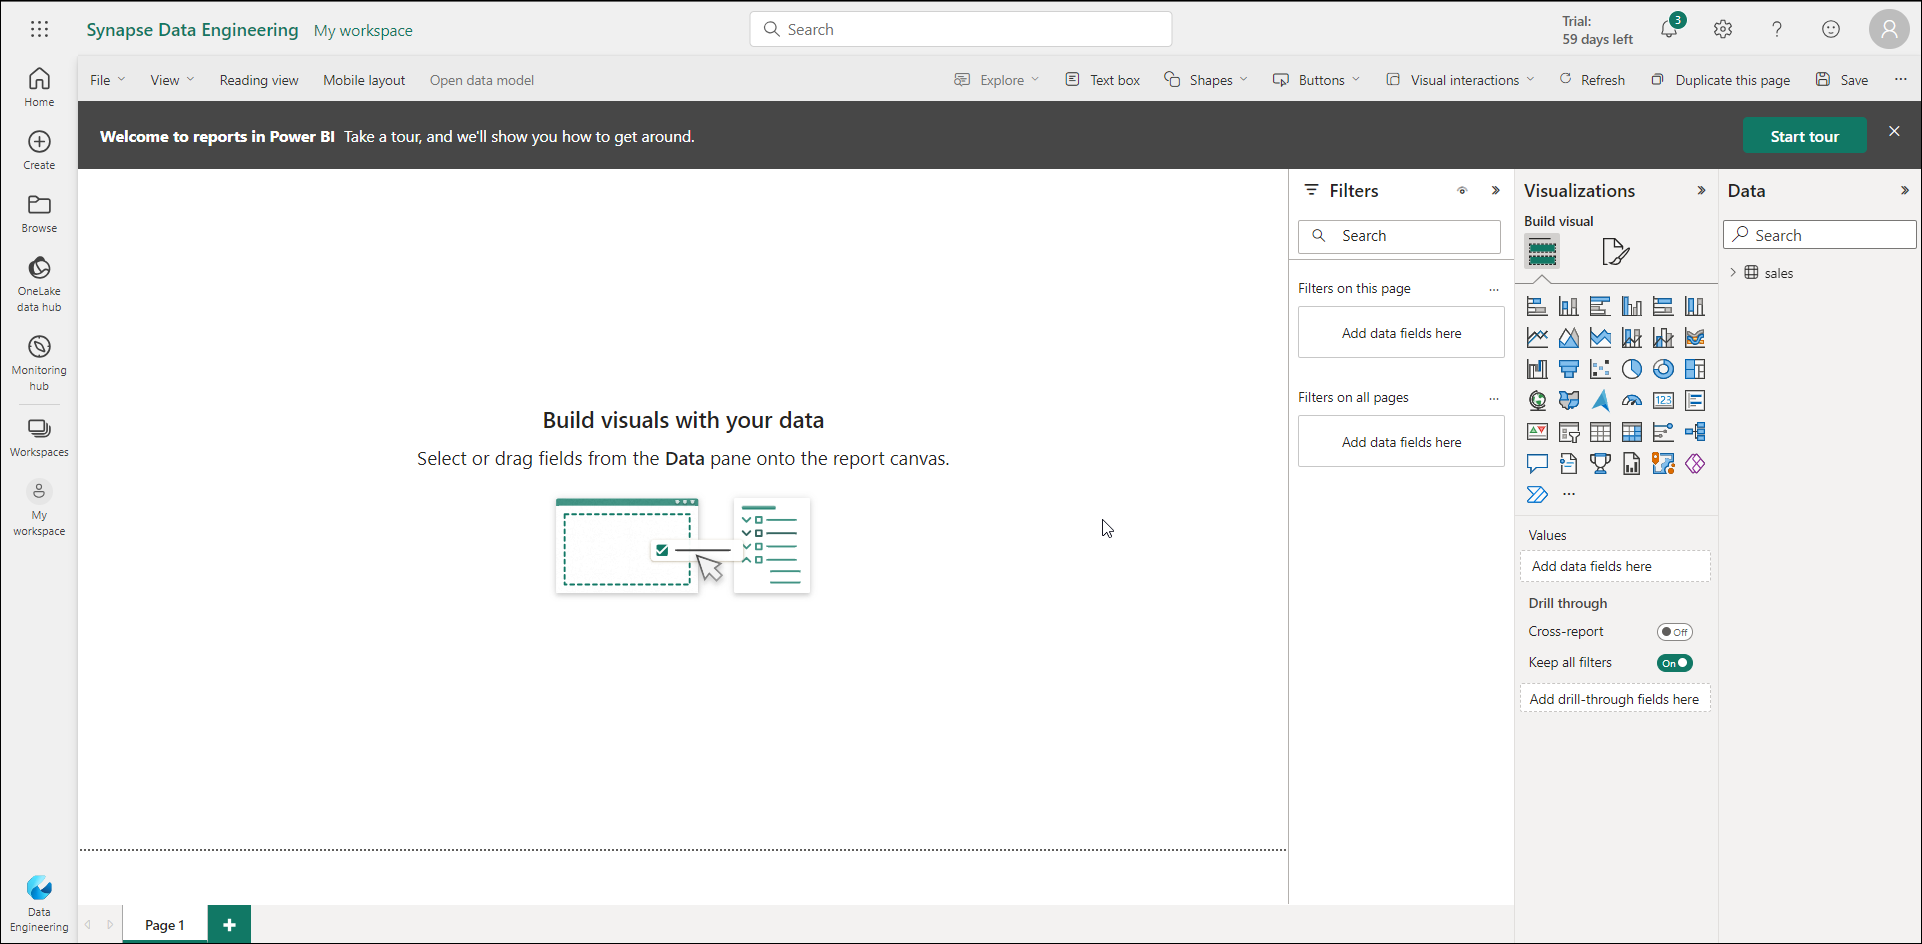 Synapse Data Engineering My workspace
Search
Trial:
59 days left
3
Home
Create
Browse
OneLake
data hub
Monitoring
hub
Workspaces
My
workspace
Data
Engineering
File View Reading view Mobile layout Open data model
Explore Text box Shapes Buttons Visual interactions Refresh Duplicate this page Save
Welcome to reports in Power BI Take a tour, and we'll show you how to get around.
Start tour
Build visuals with your data
Select or drag fields from the Data pane onto the report canvas.
Page 1
Filters
Search
Filters on this page
Add data fields here
Filters on all pages
Add data fields here
Visualizations
Build visual
123
Values
Add data fields here
Drill through
Cross-report Off
Keep all filters On
Add drill-through fields here
Data
Search
sales